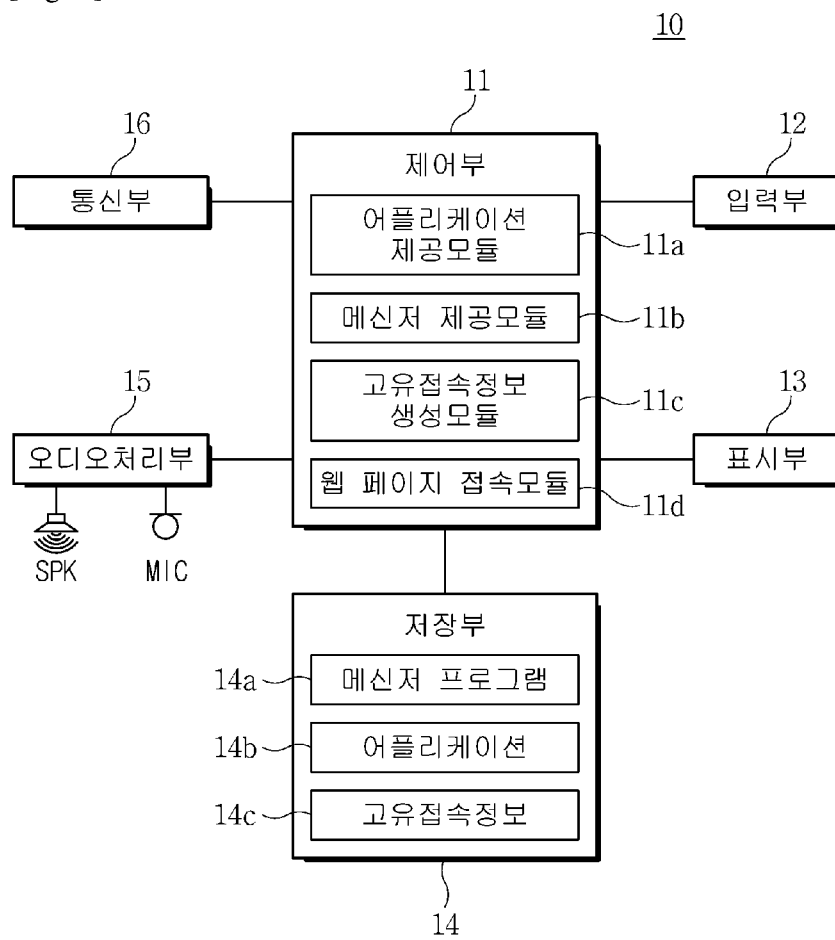 10
11
16
12
제어부
통신부
입력부
어플리케이션
제공모듈
11a
메신저 제공모듈
11b
고유접속정보
생성모듈
11c
15
13
오디오처리부
표시부
웹 페이지 접속모듈
11d
SPK
MIC
저장부
14a
메신저 프로그램
14b
어플리케이션
14c
고유접속정보
14